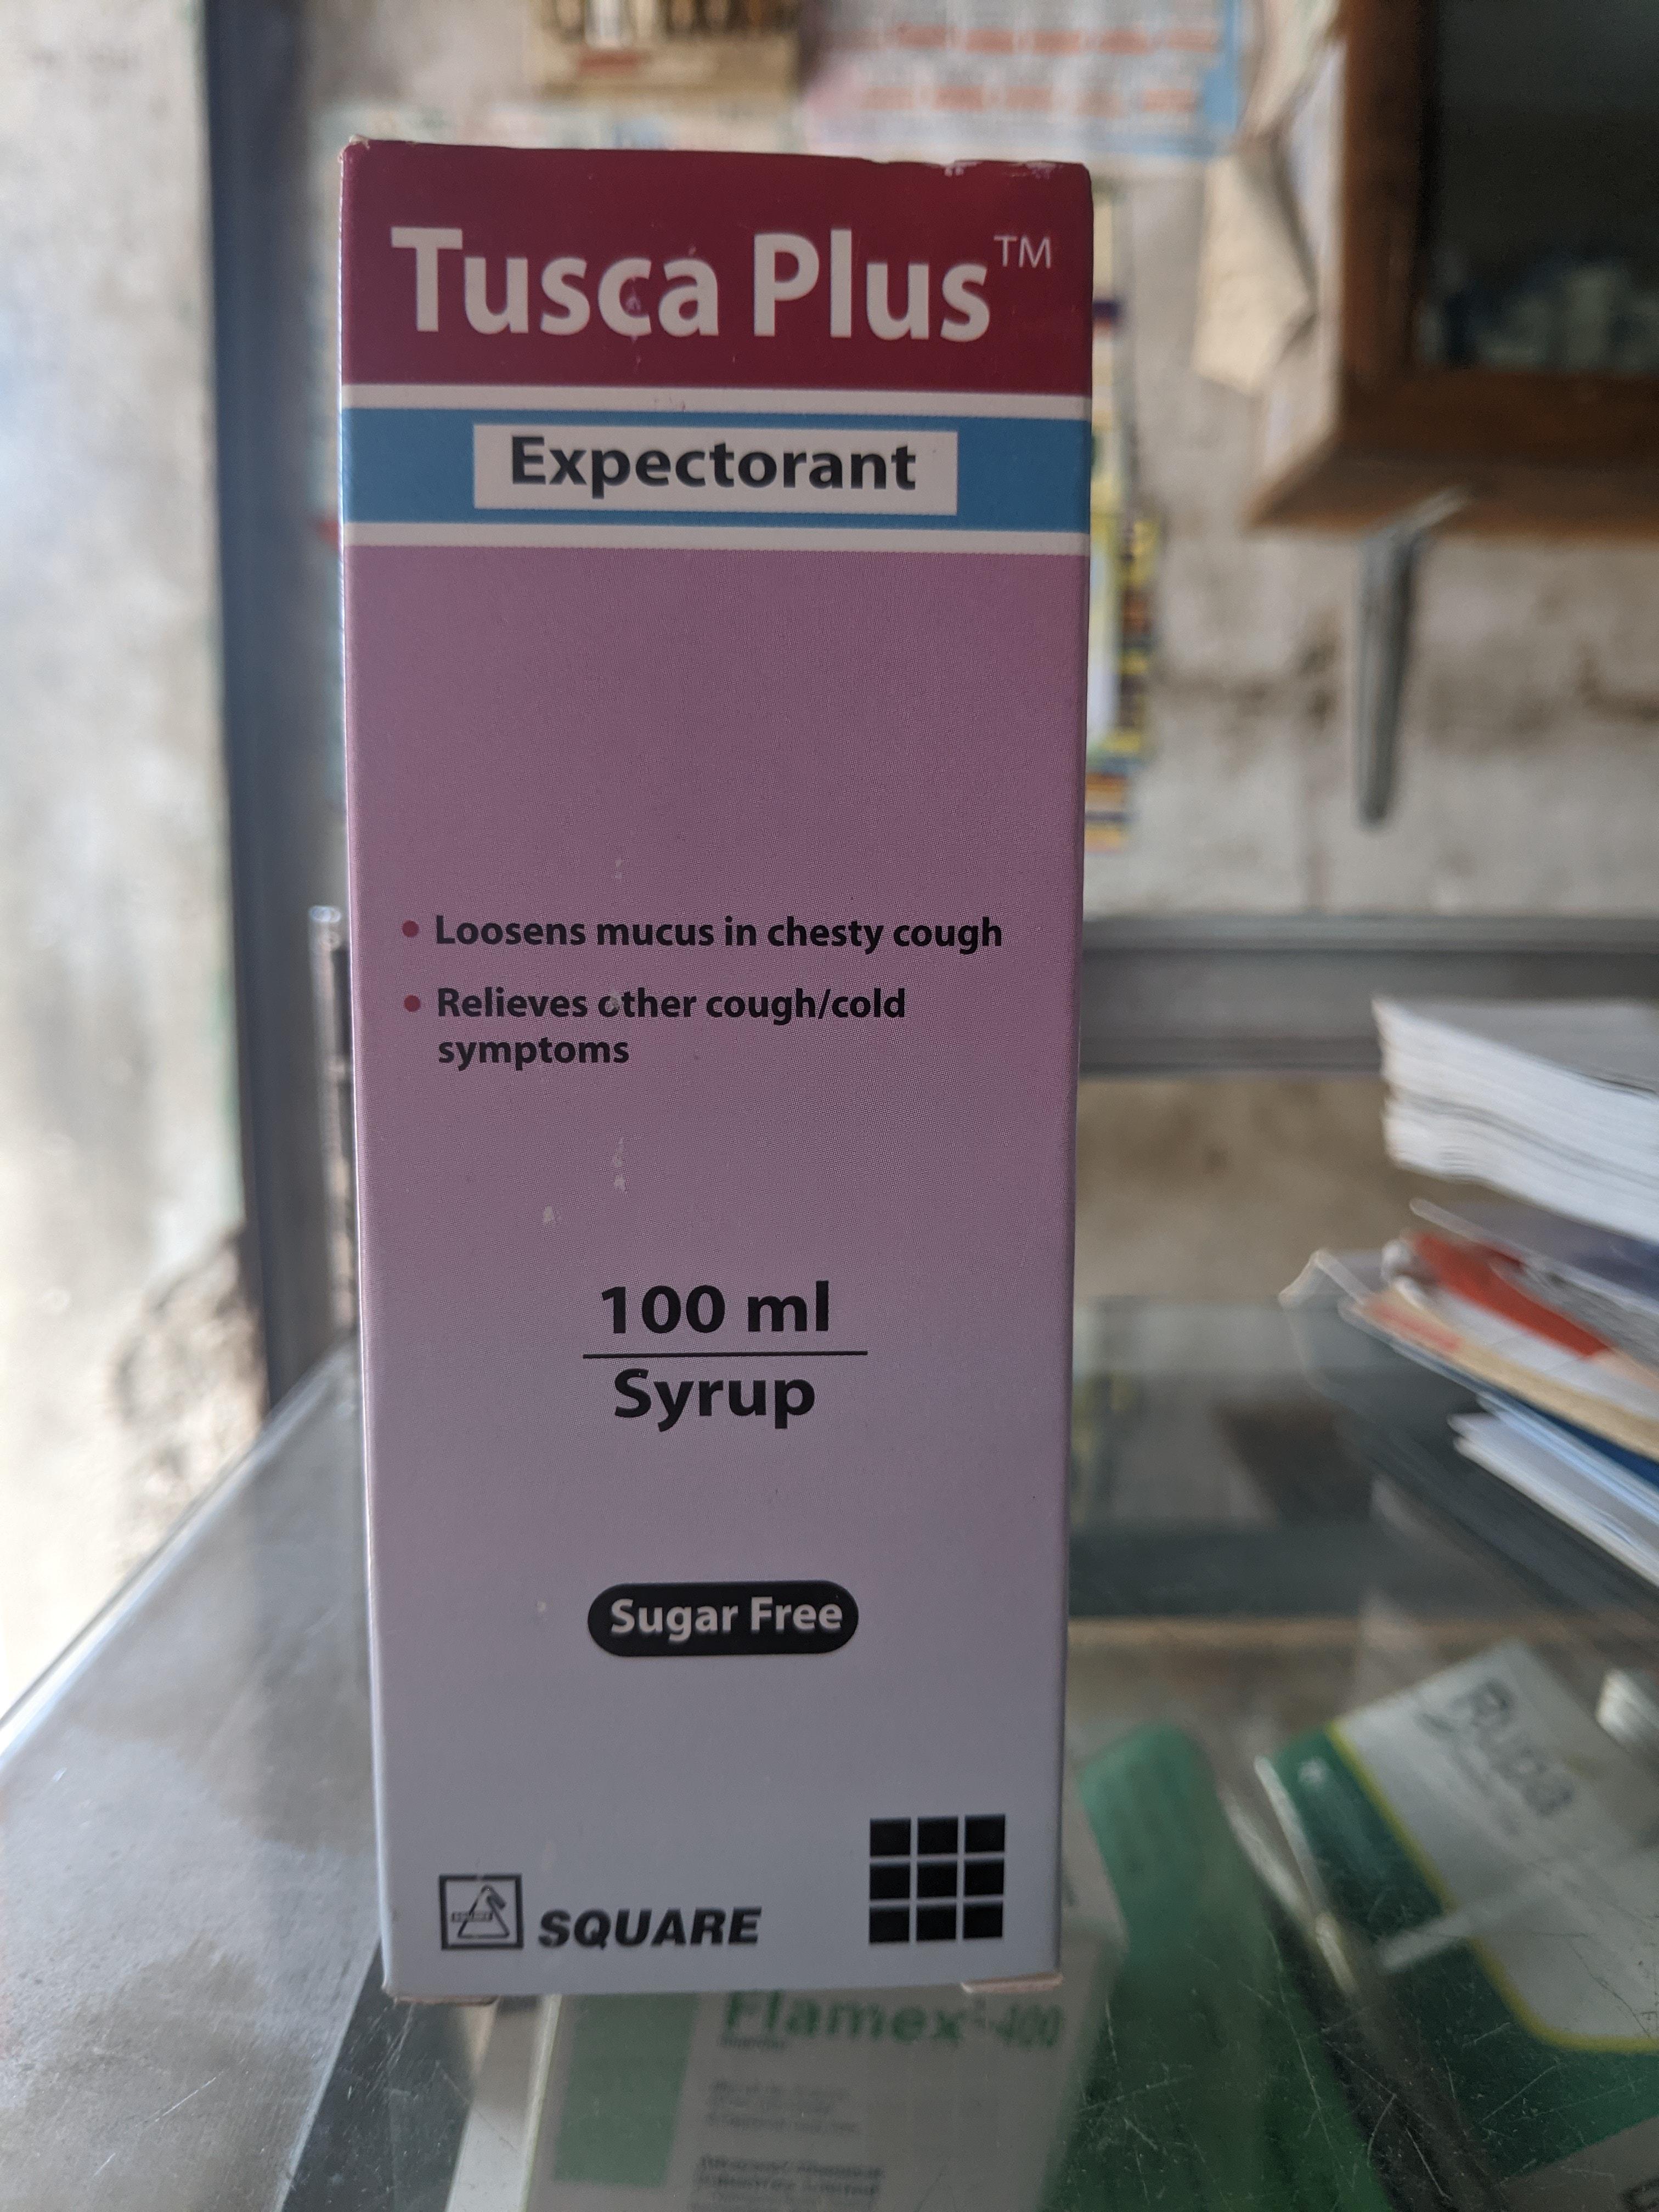 Tusca Plus™
Expectorant
• Loosens mucus in chesty cough
• Relieves other cough/cold
symptoms
100 ml
Syrup
Sugar Free
SQUARE
Flamex-400